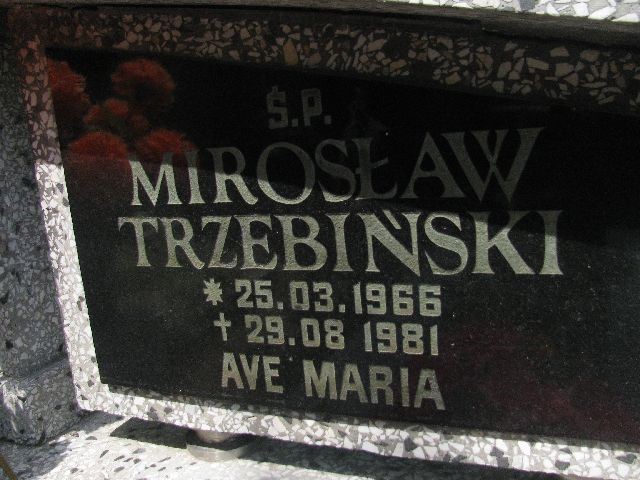 Ś.P.
MIROSŁAW
TRZEBIŃSKI
* 25.03.1966
† 29.08 1981
AVE MARIA